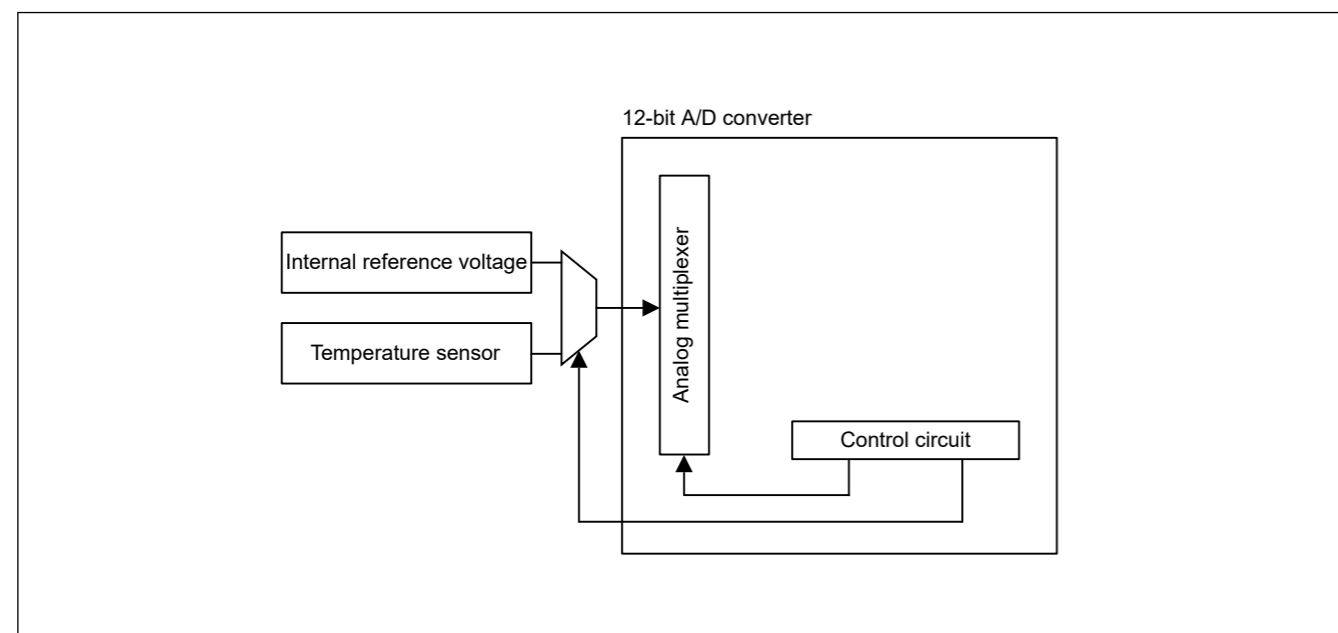 12-bit A/D converter
Internal reference voltage
Temperature sensor
Analog multiplexer
Control circuit